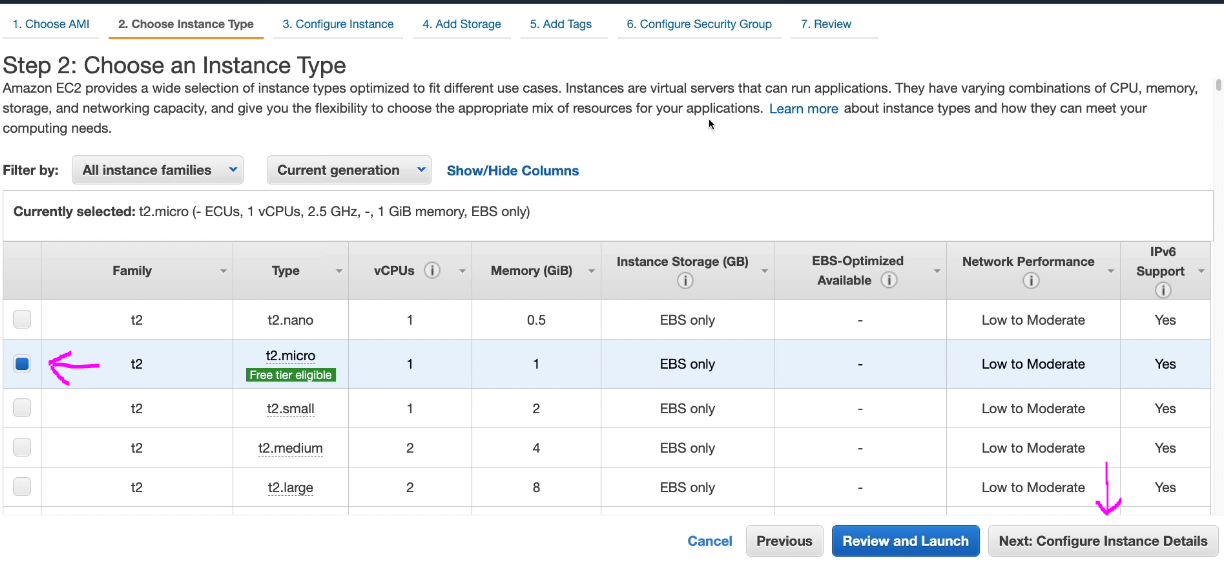 1. Choose AMI 2. Choose Instance Type 3. Configure Instance 4. Add Storage 5. Add Tags 6. Configure Security Group 7. Review
Step 2: Choose an Instance Type
Amazon EC2 provides a wide selection of instance types optimized to fit different use cases. Instances are virtual servers that can run applications. They have varying combinations of CPU, memory,
storage, and networking capacity, and give you the flexibility to choose the appropriate mix of resources for your applications. Learn more about instance types and how they can meet your
computing needs.
Filter by: All instance families Current generation Show/Hide Columns
Currently selected: t2.micro (- ECUs, 1 vCPUs, 2.5 GHz, -, 1 GiB memory, EBS only)
Family Type vCPUs i Memory (GiB) Instance Storage (GB) i EBS-Optimized Available i Network Performance i IPv6 Support i
t2 t2.nano 1 0.5 EBS only - Low to Moderate Yes
t2 t2.micro 1 1 EBS only - Low to Moderate Yes
Free tier eligible
t2 t2.small 1 2 EBS only - Low to Moderate Yes
t2 t2.medium 2 4 EBS only - Low to Moderate Yes
t2 t2.large 2 8 EBS only - Low to Moderate Yes
Cancel Previous Review and Launch Next: Configure Instance Details